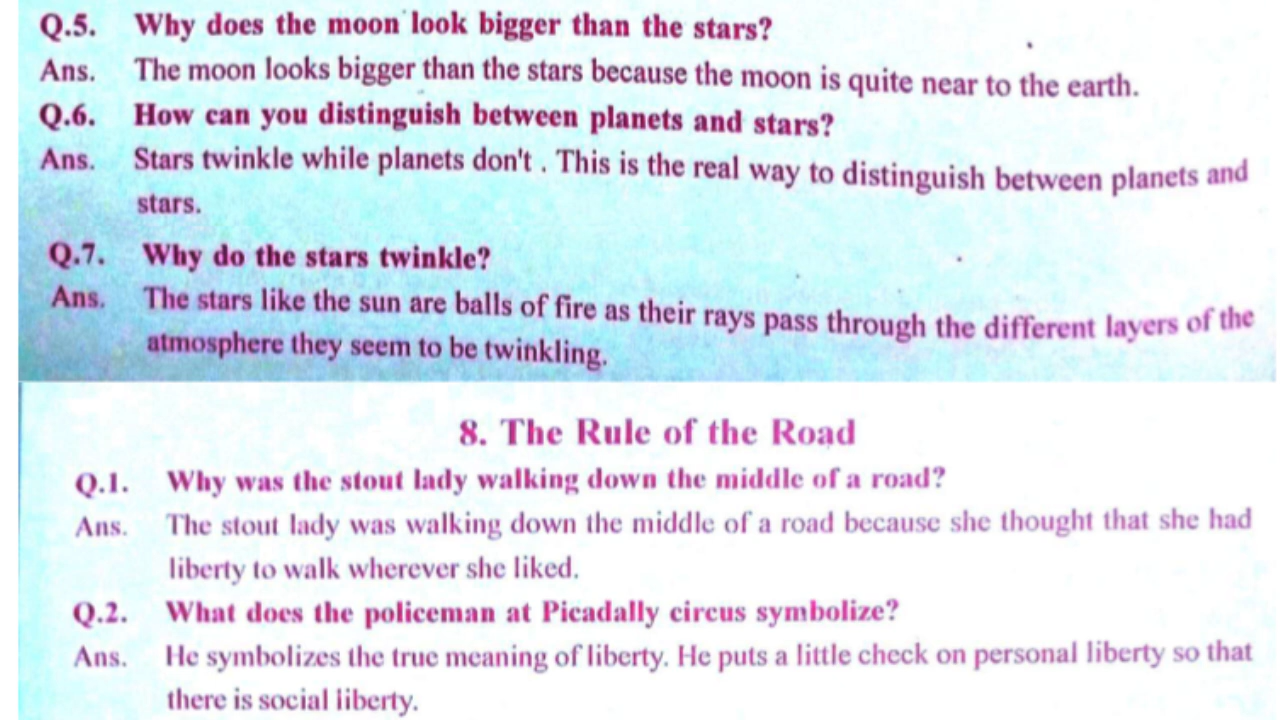 Q.5. Why does the moon look bigger than the stars?
Ans. The moon looks bigger than the stars because the moon is quite near to the earth.
Q.6. How can you distinguish between planets and stars?
Ans. Stars twinkle while planets don't . This is the real way to distinguish between planets and
stars.
Q.7. Why do the stars twinkle?
Ans. The stars like the sun are balls of fire as their rays pass through the different layers of the
atmosphere they seem to be twinkling.
8. The Rule of the Road
Q.1. Why was the stout lady walking down the middle of a road?
Ans. The stout lady was walking down the middle of a road because she thought that she had
liberty to walk wherever she liked.
Q.2. What does the policeman at Picadally circus symbolize?
Ans. He symbolizes the true meaning of liberty. He puts a little check on personal liberty so that
there is social liberty.